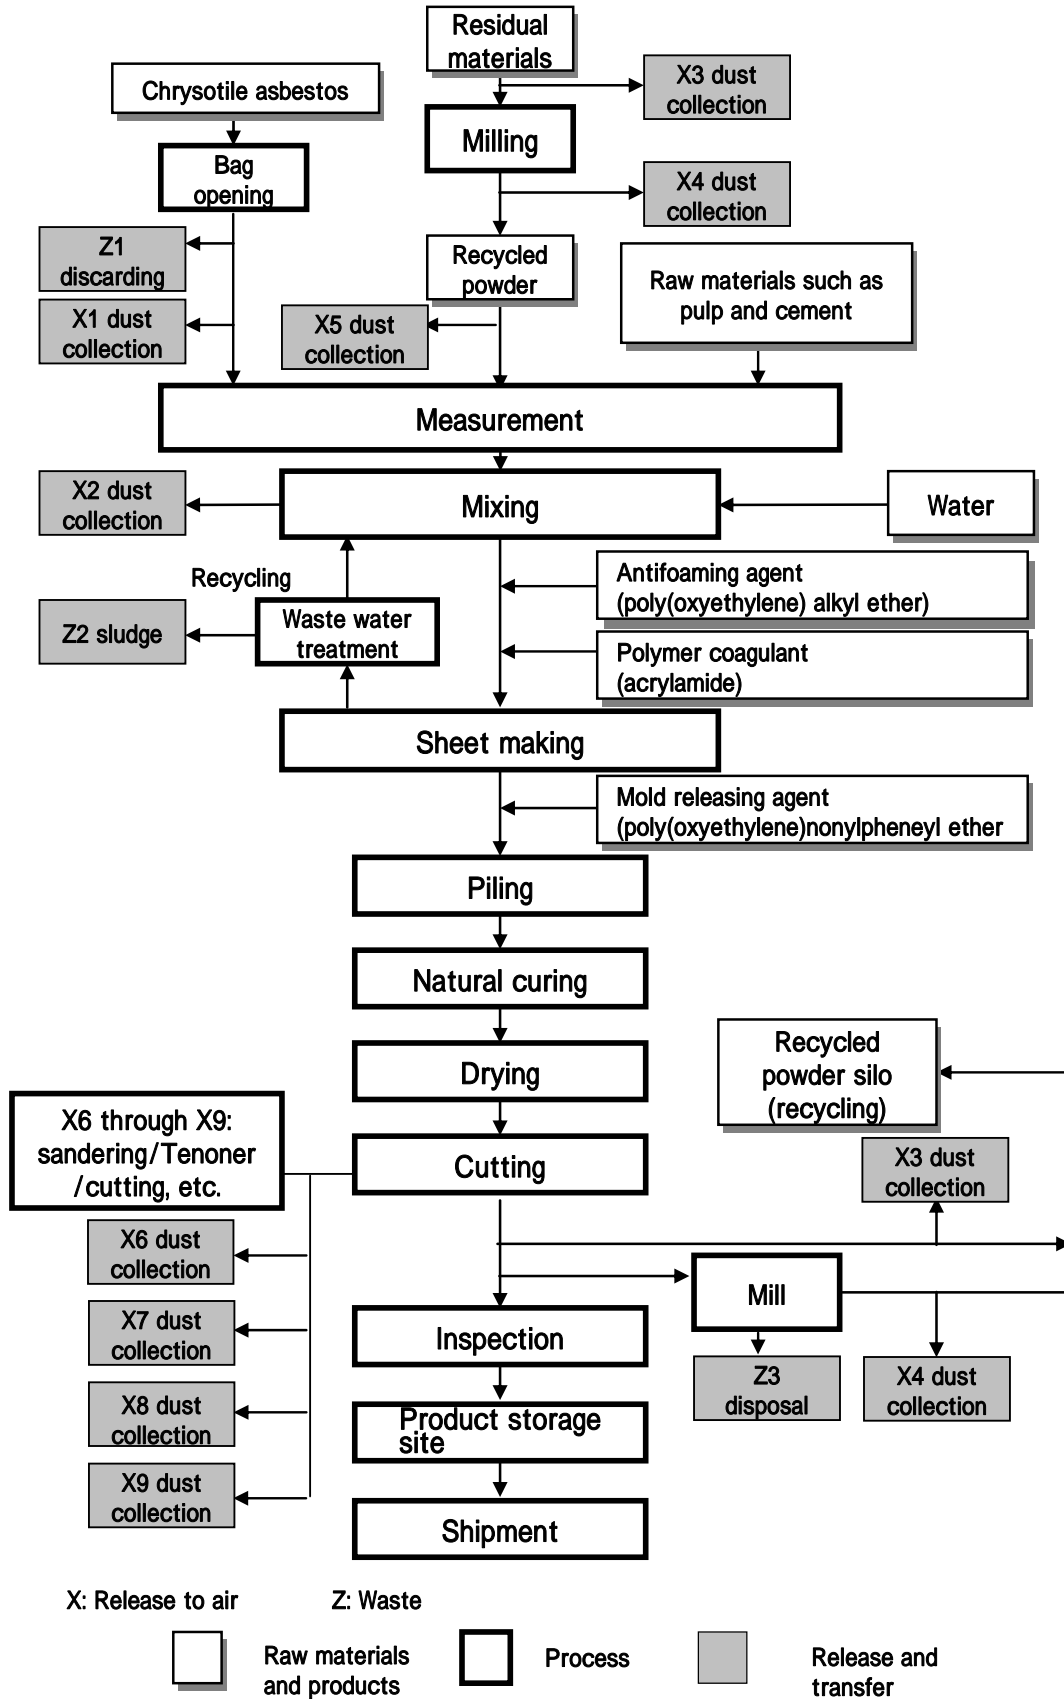 Residual
materials
X3 dust
collection
Chrysotile asbestos
Milling
Bag
opening
X4 dust
collection
Z1
discarding
Recycled
powder
Raw materials such as
pulp and cement
X1 dust
collection
X5 dust
collection
Measurement
X2 dust
collection
Mixing
Water
Recycling
Antifoaming agent
(poly(oxyethylene) alkyl ether)
Z2 sludge
Waste water
treatment
Polymer coagulant
(acrylamide)
Sheet making
Mold releasing agent
(poly(oxyethylene)nonylpheneyl ether
Piling
Natural curing
Recycled
powder silo
(recycling)
Drying
X6 through X9:
sandering/Tenoner
/cutting, etc.
Cutting
X3 dust
collection
X6 dust
collection
Mill
X7 dust
collection
Inspection
Z3
disposal
X4 dust
collection
X8 dust
collection
Product storage
site
X9 dust
collection
Shipment
X: Release to air
Z: Waste
Raw materials
and products
Process
Release and
transfer